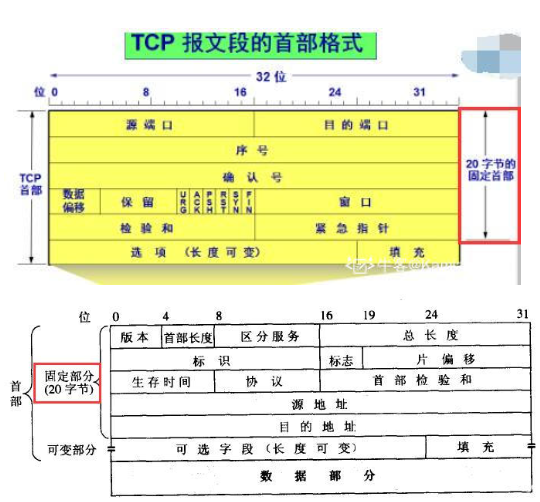 TCP 报文段的首部格式
32 位
位 0 8 16 24 31
源 端 口 目 的 端 口
序 号
确 认 号
数据偏移 保 留 URG ACK PSH RST SYN FIN 窗 口
检 验 和 紧 急 指 针
选 项 （长 度 可 变） 填 充
TCP 首部
20 字节的固定首部
牛客@
位 0 4 8 16 19 24 31
版 本 首部长度 区 分 服 务 总 长 度
标 识 标志 片 偏 移
生 存 时 间 协 议 首 部 检 验 和
源 地 址
目 的 地 址
可 选 字 段 （长 度 可 变） 填 充
数 据 部 分
首部
固定部分
(20 字节)
可变部分